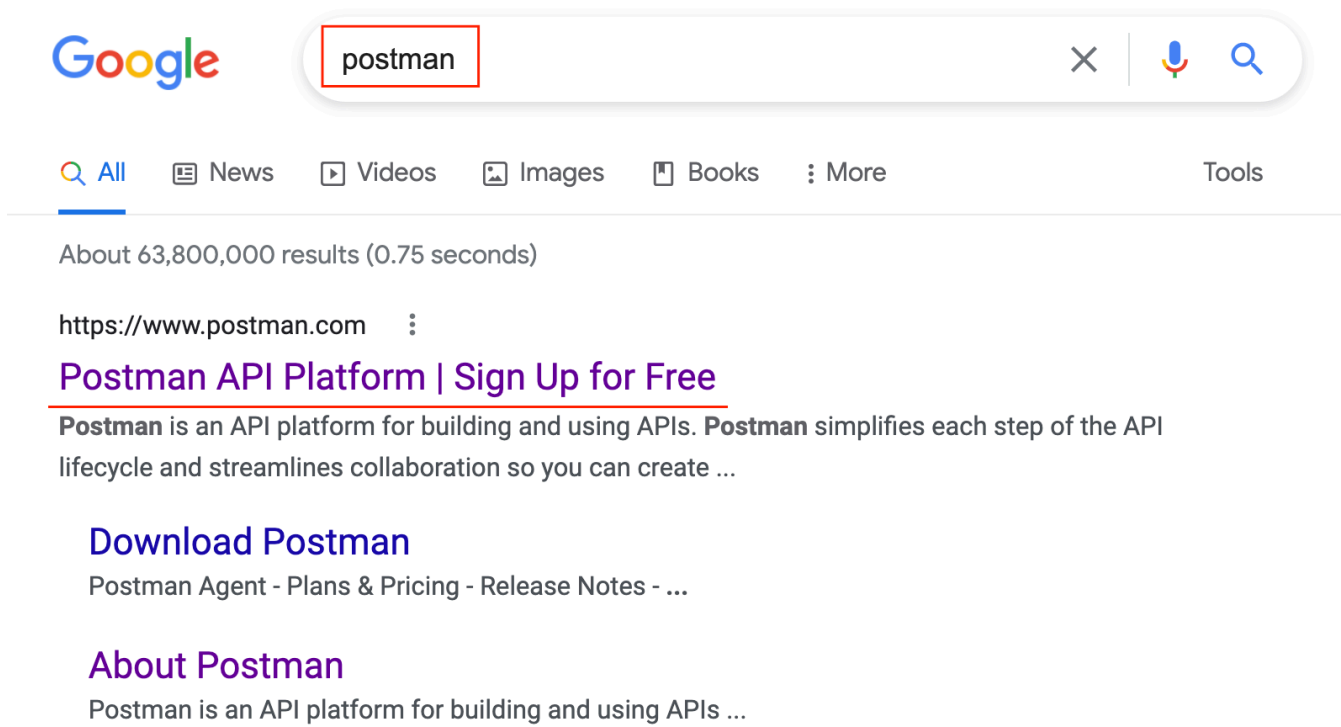 Google
postman
All News Videos Images Books More Tools
About 63,800,000 results (0.75 seconds)
https://www.postman.com
Postman API Platform | Sign Up for Free
Postman is an API platform for building and using APIs. Postman simplifies each step of the API
lifecycle and streamlines collaboration so you can create ...
Download Postman
Postman Agent - Plans & Pricing - Release Notes - ...
About Postman
Postman is an API platform for building and using APIs ...